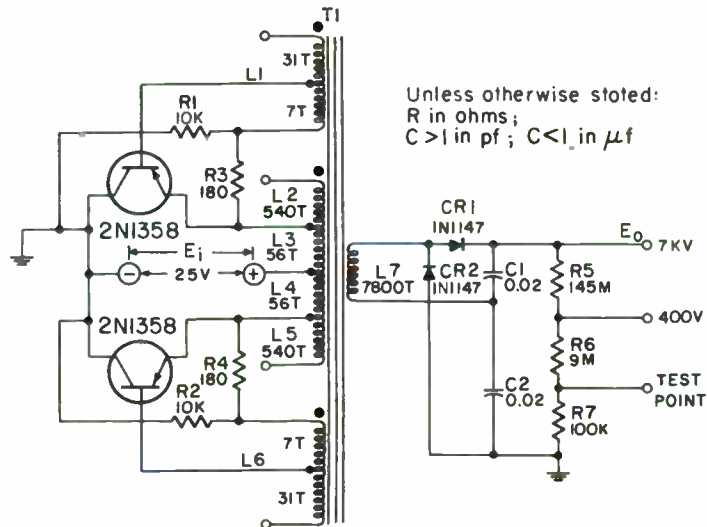 T1
31T
L1
7T
R1
10K
R3
180
Unless otherwise stoted:
R in ohms;
C>1 in pf; C<1 in µf
2N1358
L2
540T
L3
56T
Ei
− 25V +
L4
56T
L5
540T
2N1358
R4
180
R2
10K
7T
L6
31T
L7
7800T
CR1
1N1147
CR2
1N1147
C1
0.02
C2
0.02
R5
145M
R6
9M
R7
100K
Eo
7KV
400V
TEST
POINT